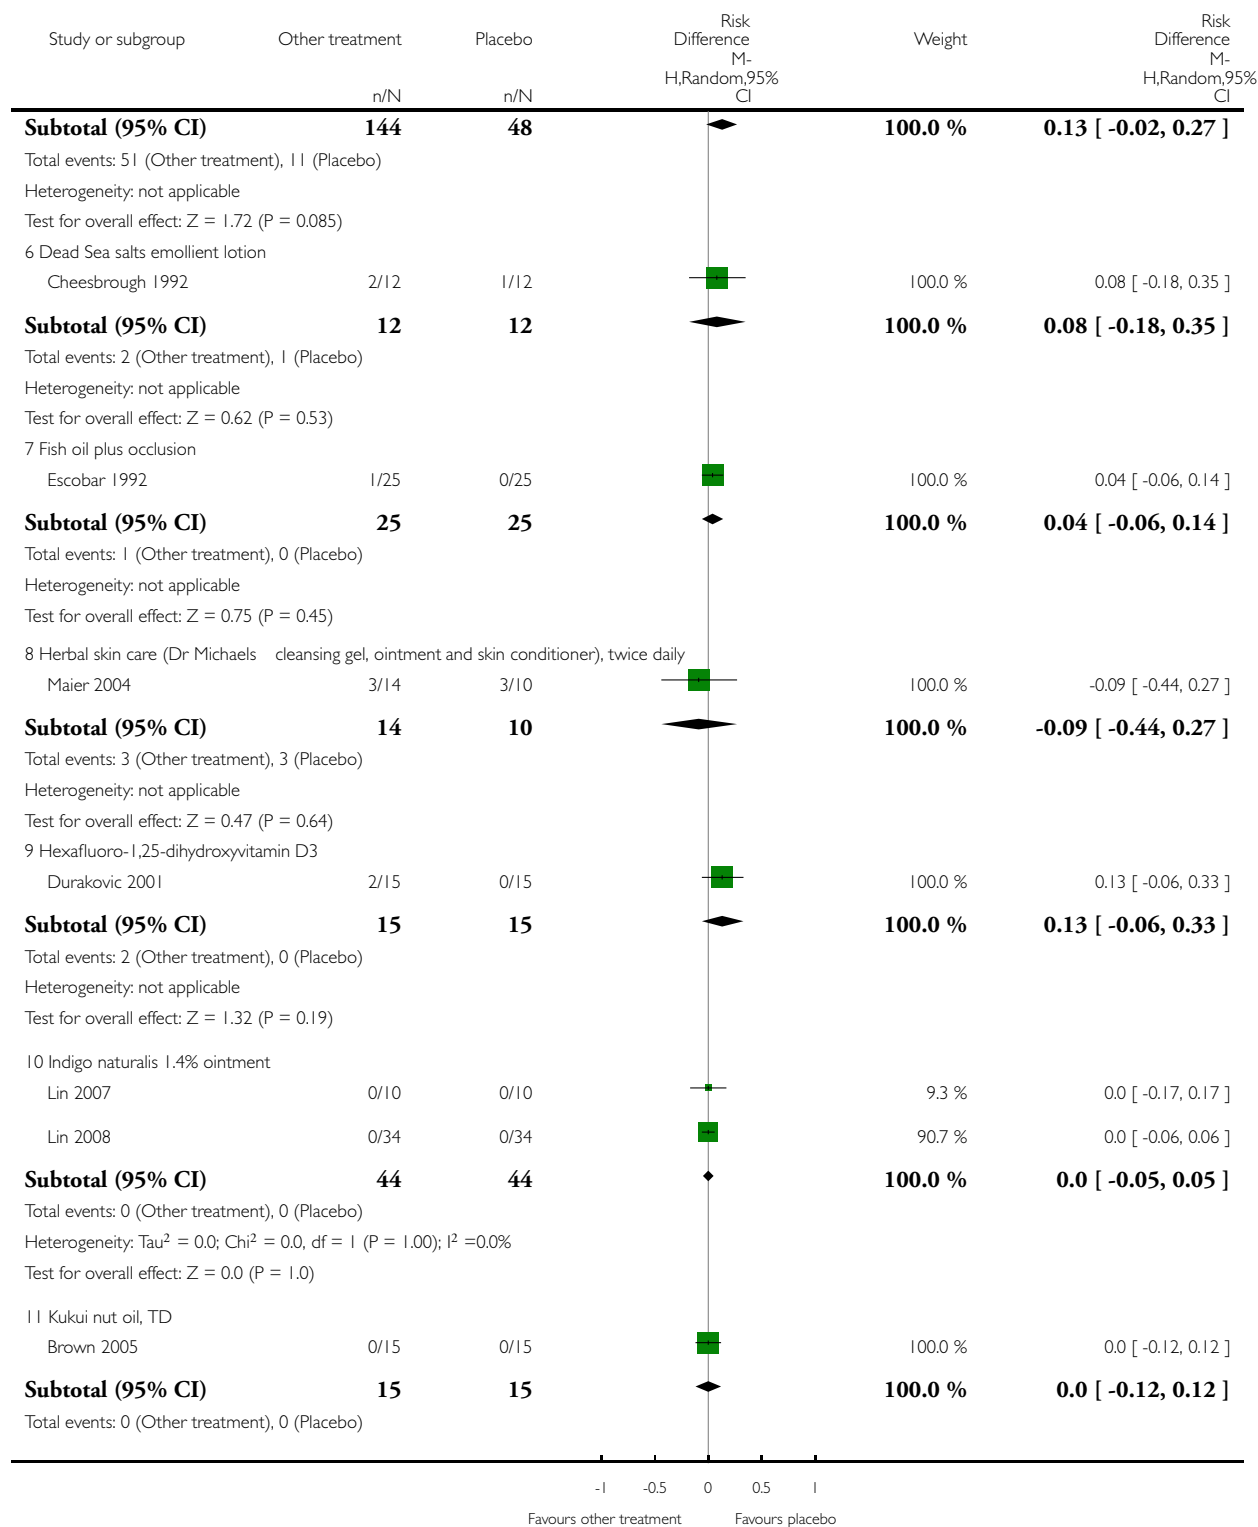 Study or subgroup Other treatment Placebo Risk Difference Weight Risk Difference
M-H,Random,95% CI M-H,Random,95% CI
n/N n/N
Subtotal (95% CI) 144 48 100.0 % 0.13 [ -0.02, 0.27 ]
Total events: 51 (Other treatment), 11 (Placebo)
Heterogeneity: not applicable
Test for overall effect: Z = 1.72 (P = 0.085)
6 Dead Sea salts emollient lotion
Cheesbrough 1992 2/12 1/12 100.0 % 0.08 [ -0.18, 0.35 ]
Subtotal (95% CI) 12 12 100.0 % 0.08 [ -0.18, 0.35 ]
Total events: 2 (Other treatment), 1 (Placebo)
Heterogeneity: not applicable
Test for overall effect: Z = 0.62 (P = 0.53)
7 Fish oil plus occlusion
Escobar 1992 1/25 0/25 100.0 % 0.04 [ -0.06, 0.14 ]
Subtotal (95% CI) 25 25 100.0 % 0.04 [ -0.06, 0.14 ]
Total events: 1 (Other treatment), 0 (Placebo)
Heterogeneity: not applicable
Test for overall effect: Z = 0.75 (P = 0.45)
8 Herbal skin care (Dr Michaels cleansing gel, ointment and skin conditioner), twice daily
Maier 2004 3/14 3/10 100.0 % -0.09 [ -0.44, 0.27 ]
Subtotal (95% CI) 14 10 100.0 % -0.09 [ -0.44, 0.27 ]
Total events: 3 (Other treatment), 3 (Placebo)
Heterogeneity: not applicable
Test for overall effect: Z = 0.47 (P = 0.64)
9 Hexafluoro-1,25-dihydroxyvitamin D3
Durakovic 2001 2/15 0/15 100.0 % 0.13 [ -0.06, 0.33 ]
Subtotal (95% CI) 15 15 100.0 % 0.13 [ -0.06, 0.33 ]
Total events: 2 (Other treatment), 0 (Placebo)
Heterogeneity: not applicable
Test for overall effect: Z = 1.32 (P = 0.19)
10 Indigo naturalis 1.4% ointment
Lin 2007 0/10 0/10 9.3 % 0.0 [ -0.17, 0.17 ]
Lin 2008 0/34 0/34 90.7 % 0.0 [ -0.06, 0.06 ]
Subtotal (95% CI) 44 44 100.0 % 0.0 [ -0.05, 0.05 ]
Total events: 0 (Other treatment), 0 (Placebo)
Heterogeneity: Tau² = 0.0; Chi² = 0.0, df = 1 (P = 1.00); I² =0.0%
Test for overall effect: Z = 0.0 (P = 1.0)
11 Kukui nut oil, TD
Brown 2005 0/15 0/15 100.0 % 0.0 [ -0.12, 0.12 ]
Subtotal (95% CI) 15 15 100.0 % 0.0 [ -0.12, 0.12 ]
Total events: 0 (Other treatment), 0 (Placebo)
-1 -0.5 0 0.5 1
Favours other treatment Favours placebo